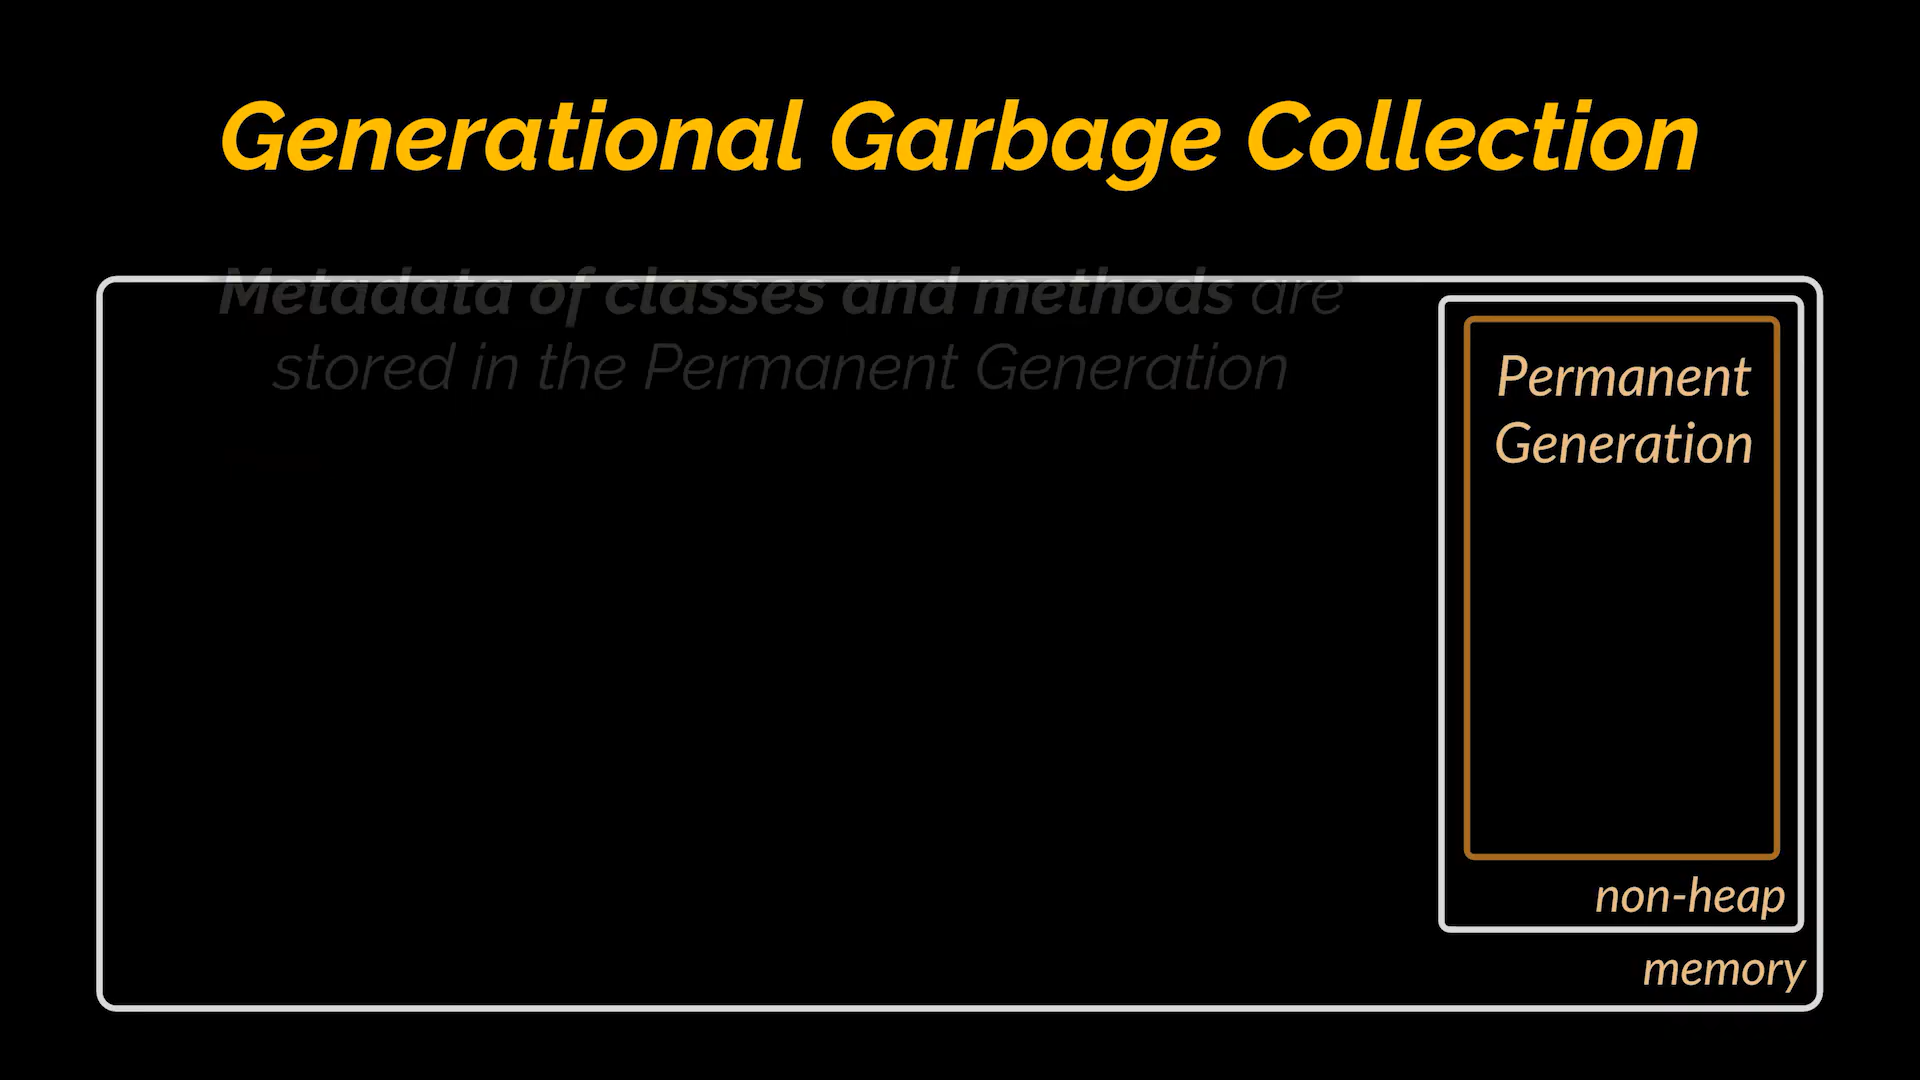 Generational Garbage Collection
Metadata of classes and methods are
stored in the Permanent Generation
Permanent
Generation
non-heap
memory